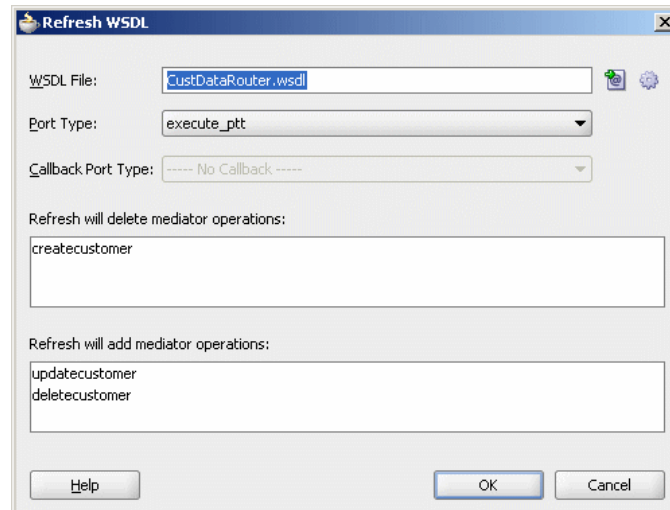 Refresh WSDL
WSDL File: CustDataRouter.wsdl
Port Type: execute_ptt
Callback Port Type: ----- No Callback -----
Refresh will delete mediator operations:
createcustomer
Refresh will add mediator operations:
updatecustomer
deletecustomer
Help OK Cancel